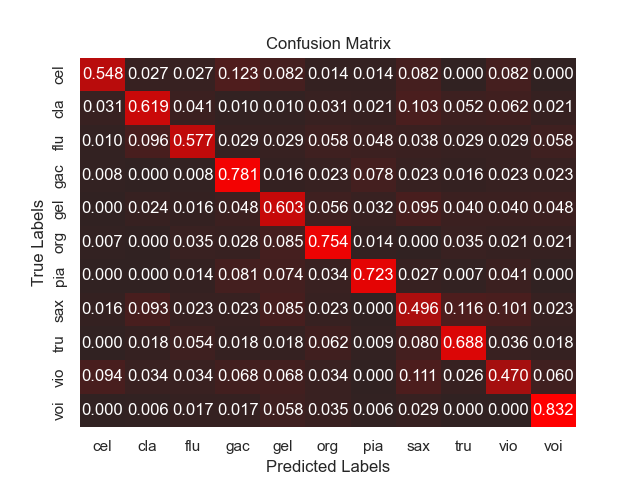 Confusion Matrix
cel 0.548 0.027 0.027 0.123 0.082 0.014 0.014 0.082 0.000 0.082 0.000
cla 0.031 0.619 0.041 0.010 0.010 0.031 0.021 0.103 0.052 0.062 0.021
flu 0.010 0.096 0.577 0.029 0.029 0.058 0.048 0.038 0.029 0.029 0.058
gac 0.008 0.000 0.008 0.781 0.016 0.023 0.078 0.023 0.016 0.023 0.023
gel 0.000 0.024 0.016 0.048 0.603 0.056 0.032 0.095 0.040 0.040 0.048
org 0.007 0.000 0.035 0.028 0.085 0.754 0.014 0.000 0.035 0.021 0.021
pia 0.000 0.000 0.014 0.081 0.074 0.034 0.723 0.027 0.007 0.041 0.000
sax 0.016 0.093 0.023 0.023 0.085 0.023 0.000 0.496 0.116 0.101 0.023
tru 0.000 0.018 0.054 0.018 0.018 0.062 0.009 0.080 0.688 0.036 0.018
vio 0.094 0.034 0.034 0.068 0.068 0.034 0.000 0.111 0.026 0.470 0.060
voi 0.000 0.006 0.017 0.017 0.058 0.035 0.006 0.029 0.000 0.000 0.832
True Labels
cel cla flu gac gel org pia sax tru vio voi
Predicted Labels